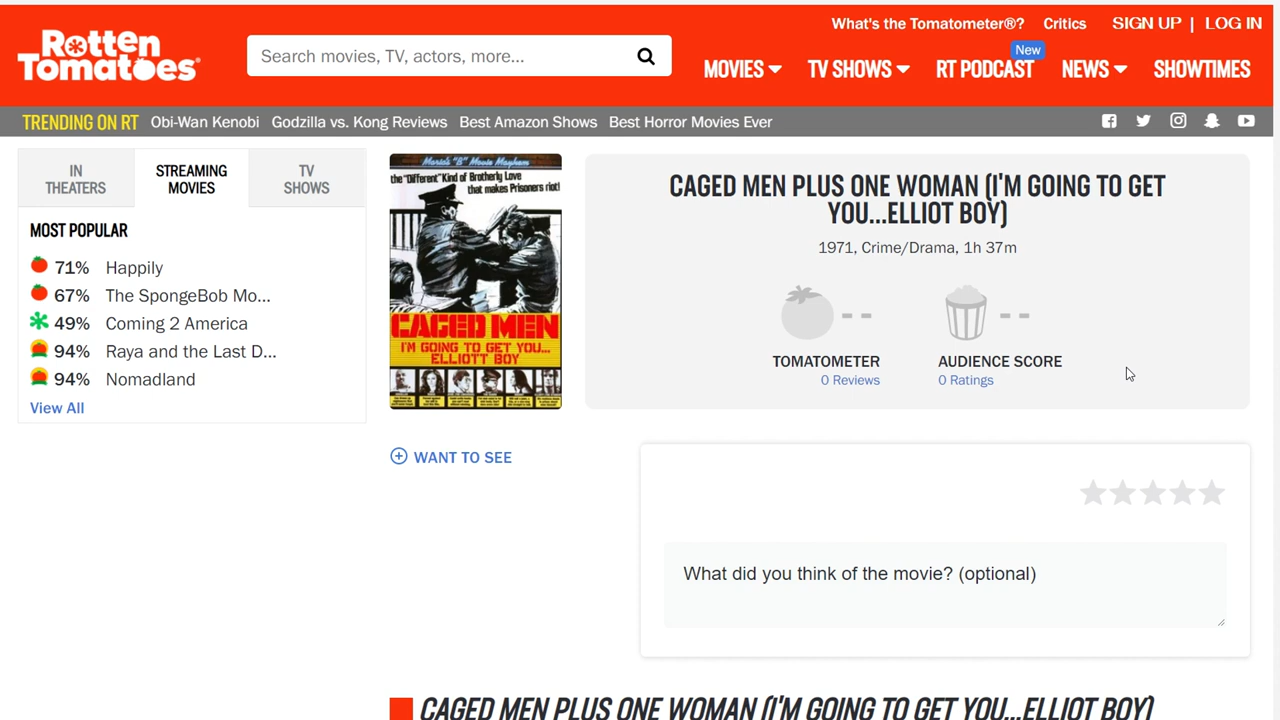 What's the Tomatometer®? Critics SIGN UP | LOG IN
Rotten
Tomatoes®
Search movies, TV, actors, more...
New
MOVIES TV SHOWS RT PODCAST NEWS SHOWTIMES
TRENDING ON RT Obi-Wan Kenobi Godzilla vs. Kong Reviews Best Amazon Shows Best Horror Movies Ever
IN
THEATERS
STREAMING
MOVIES
TV
SHOWS
MOST POPULAR
71% Happily
67% The SpongeBob Mo...
49% Coming 2 America
94% Raya and the Last D...
94% Nomadland
View All
Mario's "B" Movie Mayhem
the "Different" Kind of Brotherly Love
that makes Prisoners riot!
CAGED MEN
I'M GOING TO GET YOU...
ELLIOTT BOY
CAGED MEN PLUS ONE WOMAN (I'M GOING TO GET
YOU...ELLIOT BOY)
1971, Crime/Drama, 1h 37m
- - - -
TOMATOMETER AUDIENCE SCORE
0 Reviews 0 Ratings
WANT TO SEE
What did you think of the movie? (optional)
CAGED MEN PLUS ONE WOMAN (I'M GOING TO GET YOU...ELLIOT BOY)